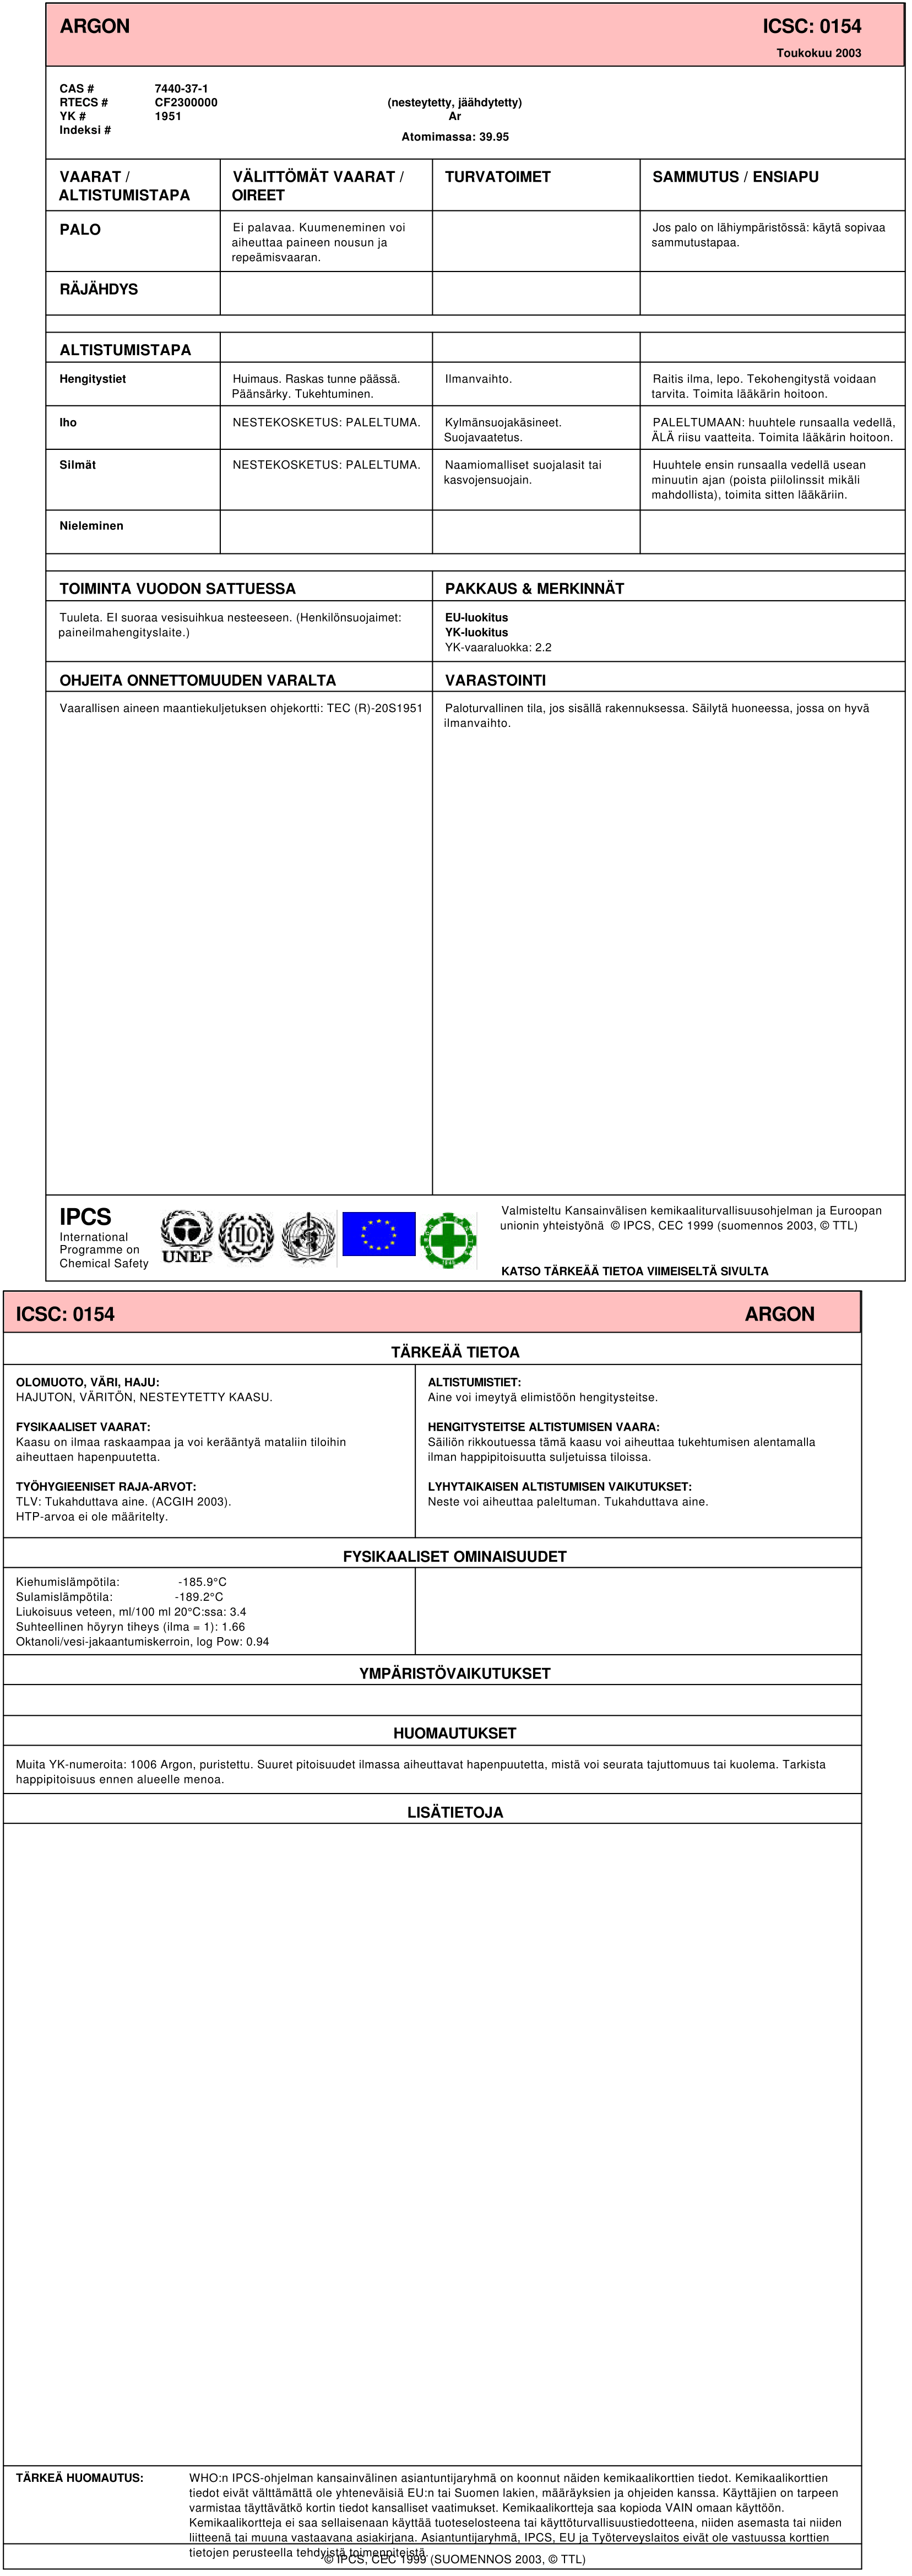 ARGON
ICSC: 0154
Toukokuu 2003
CAS # 7440-37-1
RTECS # CF2300000
YK # 1951
Indeksi #
(nesteytetty, jäähdytetty)
Ar
Atomimassa: 39.95
VAARAT /
ALTISTUMISTAPA
VÄLITTÖMÄT VAARAT /
OIREET
TURVATOIMET
SAMMUTUS / ENSIAPU
PALO
Ei palavaa. Kuumeneminen voi
aiheuttaa paineen nousun ja
repeämisvaaran.
Jos palo on lähiympäristössä: käytä sopivaa
sammutustapaa.
RÄJÄHDYS
ALTISTUMISTAPA
Hengitystiet
Huimaus. Raskas tunne päässä.
Päänsärky. Tukehtuminen.
Ilmanvaihto.
Raitis ilma, lepo. Tekohengitystä voidaan
tarvita. Toimita lääkärin hoitoon.
Iho
NESTEKOSKETUS: PALELTUMA.
Kylmänsuojakäsineet.
Suojavaatetus.
PALELTUMAAN: huuhtele runsaalla vedellä,
ÄLÄ riisu vaatteita. Toimita lääkärin hoitoon.
Silmät
NESTEKOSKETUS: PALELTUMA.
Naamiomalliset suojalasit tai
kasvojensuojain.
Huuhtele ensin runsaalla vedellä usean
minuutin ajan (poista piilolinssit mikäli
mahdollista), toimita sitten lääkäriin.
Nieleminen
TOIMINTA VUODON SATTUESSA
PAKKAUS & MERKINNÄT
Tuuleta. EI suoraa vesisuihkua nesteeseen. (Henkilönsuojaimet:
paineilmahengityslaite.)
EU-luokitus
YK-luokitus
YK-vaaraluokka: 2.2
OHJEITA ONNETTOMUUDEN VARALTA
VARASTOINTI
Vaarallisen aineen maantiekuljetuksen ohjekortti: TEC (R)-20S1951
Paloturvallinen tila, jos sisällä rakennuksessa. Säilytä huoneessa, jossa on hyvä
ilmanvaihto.
IPCS
International
Programme on
Chemical Safety
UNEP
ILO
Valmisteltu Kansainvälisen kemikaaliturvallisuusohjelman ja Euroopan
unionin yhteistyönä © IPCS, CEC 1999 (suomennos 2003, © TTL)
KATSO TÄRKEÄÄ TIETOA VIIMEISELTÄ SIVULTA
ICSC: 0154
ARGON
TÄRKEÄÄ TIETOA
OLOMUOTO, VÄRI, HAJU:
HAJUTON, VÄRITÖN, NESTEYTETTY KAASU.
FYSIKAALISET VAARAT:
Kaasu on ilmaa raskaampaa ja voi kerääntyä mataliin tiloihin
aiheuttaen hapenpuutetta.
TYÖHYGIEENISET RAJA-ARVOT:
TLV: Tukahduttava aine. (ACGIH 2003).
HTP-arvoa ei ole määritelty.
ALTISTUMISTIET:
Aine voi imeytyä elimistöön hengitysteitse.
HENGITYSTEITSE ALTISTUMISEN VAARA:
Säiliön rikkoutuessa tämä kaasu voi aiheuttaa tukehtumisen alentamalla
ilman happipitoisuutta suljetuissa tiloissa.
LYHYTAIKAISEN ALTISTUMISEN VAIKUTUKSET:
Neste voi aiheuttaa paleltuman. Tukahduttava aine.
FYSIKAALISET OMINAISUUDET
Kiehumislämpötila: -185.9°C
Sulamislämpötila: -189.2°C
Liukoisuus veteen, ml/100 ml 20°C:ssa: 3.4
Suhteellinen höyryn tiheys (ilma = 1): 1.66
Oktanoli/vesi-jakaantumiskerroin, log Pow: 0.94
YMPÄRISTÖVAIKUTUKSET
HUOMAUTUKSET
Muita YK-numeroita: 1006 Argon, puristettu. Suuret pitoisuudet ilmassa aiheuttavat hapenpuutetta, mistä voi seurata tajuttomuus tai kuolema. Tarkista
happipitoisuus ennen alueelle menoa.
LISÄTIETOJA
TÄRKEÄ HUOMAUTUS:
WHO:n IPCS-ohjelman kansainvälinen asiantuntijaryhmä on koonnut näiden kemikaalikorttien tiedot. Kemikaalikorttien
tiedot eivät välttämättä ole yhteneväisiä EU:n tai Suomen lakien, määräyksien ja ohjeiden kanssa. Käyttäjien on tarpeen
varmistaa täyttävätkö kortin tiedot kansalliset vaatimukset. Kemikaalikortteja saa kopioda VAIN omaan käyttöön.
Kemikaalikortteja ei saa sellaisenaan käyttää tuoteselosteena tai käyttöturvallisuustiedotteena, niiden asemasta tai niiden
liitteenä tai muuna vastaavana asiakirjana. Asiantuntijaryhmä, IPCS, EU ja Työterveyslaitos eivät ole vastuussa korttien
tietojen perusteella tehdyistä toimenpiteistä.
© IPCS, CEC 1999 (SUOMENNOS 2003, © TTL)